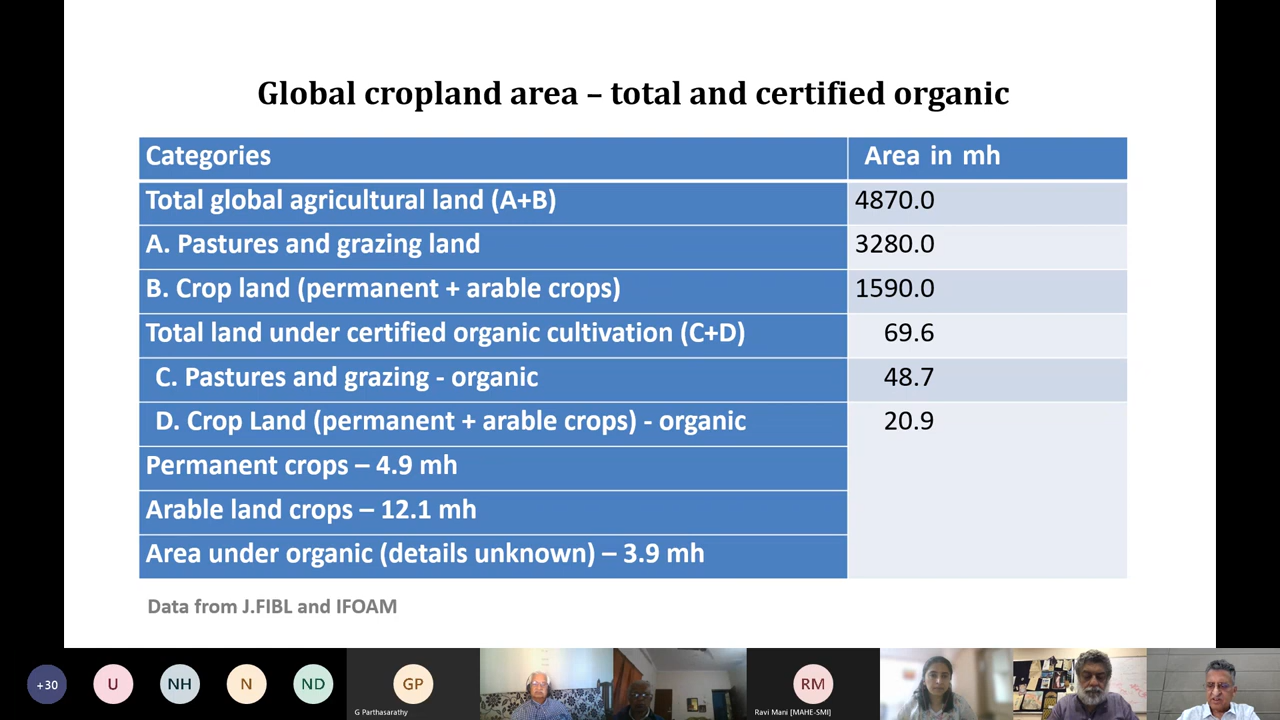 Global cropland area – total and certified organic
Categories Area in mh
Total global agricultural land (A+B) 4870.0
A. Pastures and grazing land 3280.0
B. Crop land (permanent + arable crops) 1590.0
Total land under certified organic cultivation (C+D) 69.6
C. Pastures and grazing - organic 48.7
D. Crop Land (permanent + arable crops) - organic 20.9
Permanent crops – 4.9 mh
Arable land crops – 12.1 mh
Area under organic (details unknown) – 3.9 mh
Data from J.FIBL and IFOAM
+30 U NH N ND GP RM
G Parthasarathy Ravi Mani [MAHE-SMI]